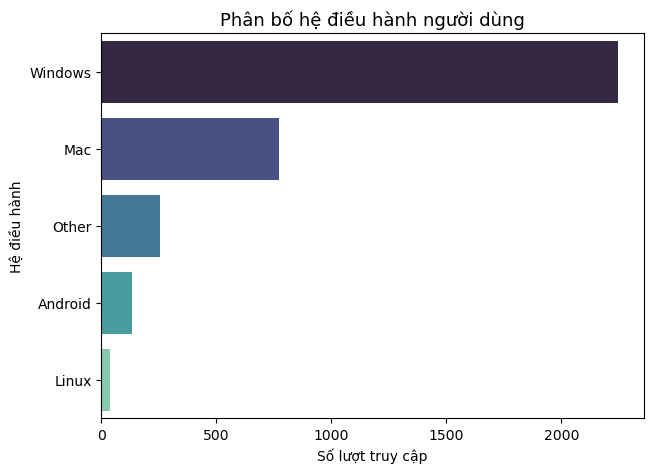 Phân bố hệ điều hành người dùng
Hệ điều hành
Windows
Mac
Other
Android
Linux
0 500 1000 1500 2000
Số lượt truy cập